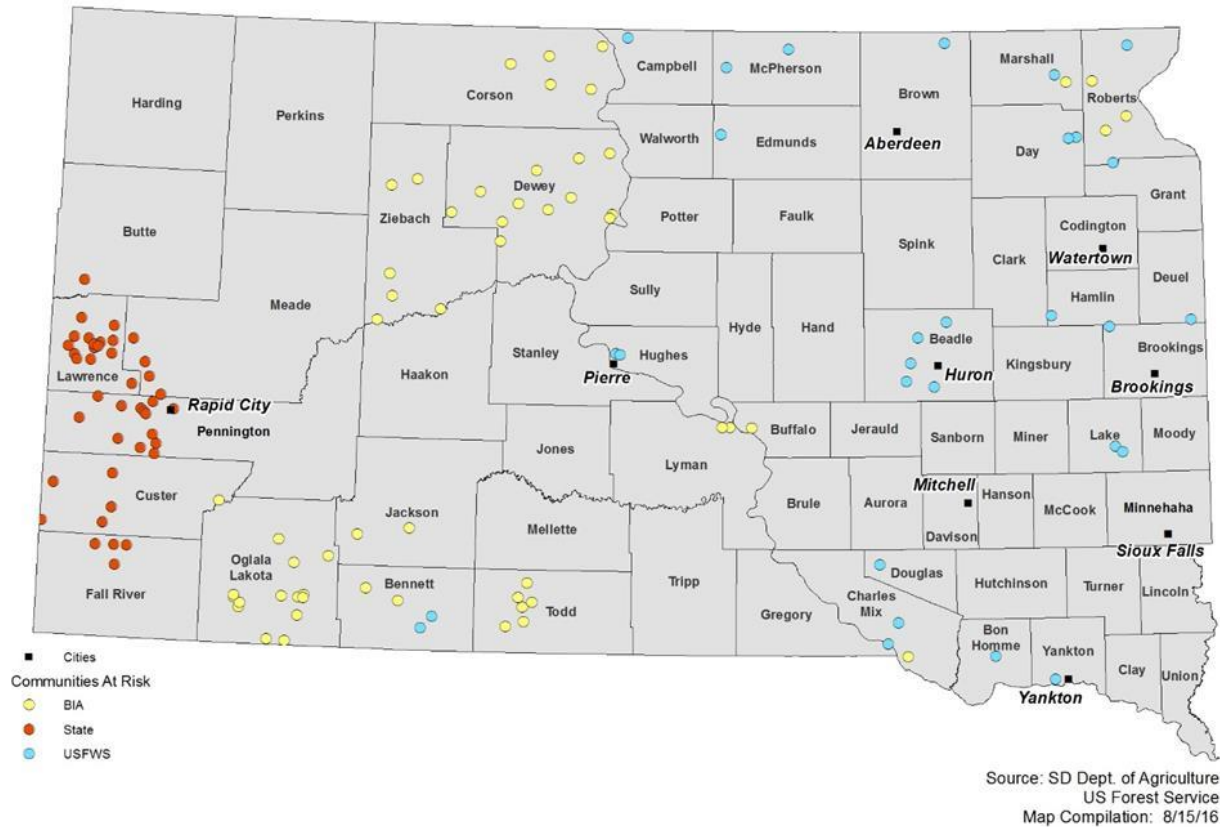 Harding
Perkins
Corson
Campbell
McPherson
Brown
Marshall
Roberts
Walworth
Edmunds
Aberdeen
Day
Dewey
Ziebach
Butte
Potter
Faulk
Grant
Codington
Spink
Clark
Watertown
Deuel
Meade
Sully
Hamlin
Hyde
Hand
Beadle
Stanley
Hughes
Kingsbury
Brookings
Lawrence
Haakon
Pierre
Huron
Brookings
Rapid City
Pennington
Buffalo
Jerauld
Sanborn
Miner
Lake
Moody
Jones
Lyman
Custer
Mitchell
Jackson
Brule
Aurora
Hanson
McCook
Minnehaha
Mellette
Davison
Sioux Falls
Oglala
Lakota
Fall River
Bennett
Todd
Tripp
Gregory
Charles
Mix
Douglas
Hutchinson
Turner
Lincoln
Bon
Homme
Yankton
Clay
Union
Yankton
Cities
Communities At Risk
BIA
State
USFWS
Source: SD Dept. of Agriculture
US Forest Service
Map Compilation: 8/15/16